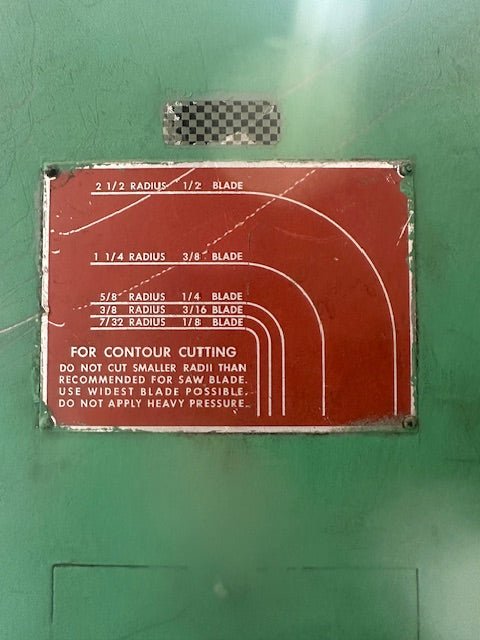 2 1/2 RADIUS 1/2 BLADE
1 1/4 RADIUS 3/8 BLADE
5/8 RADIUS 1/4 BLADE
3/8 RADIUS 3/16 BLADE
7/32 RADIUS 1/8 BLADE
FOR CONTOUR CUTTING
DO NOT CUT SMALLER RADII THAN
RECOMMENDED FOR SAW BLADE.
USE WIDEST BLADE POSSIBLE.
DO NOT APPLY HEAVY PRESSURE.